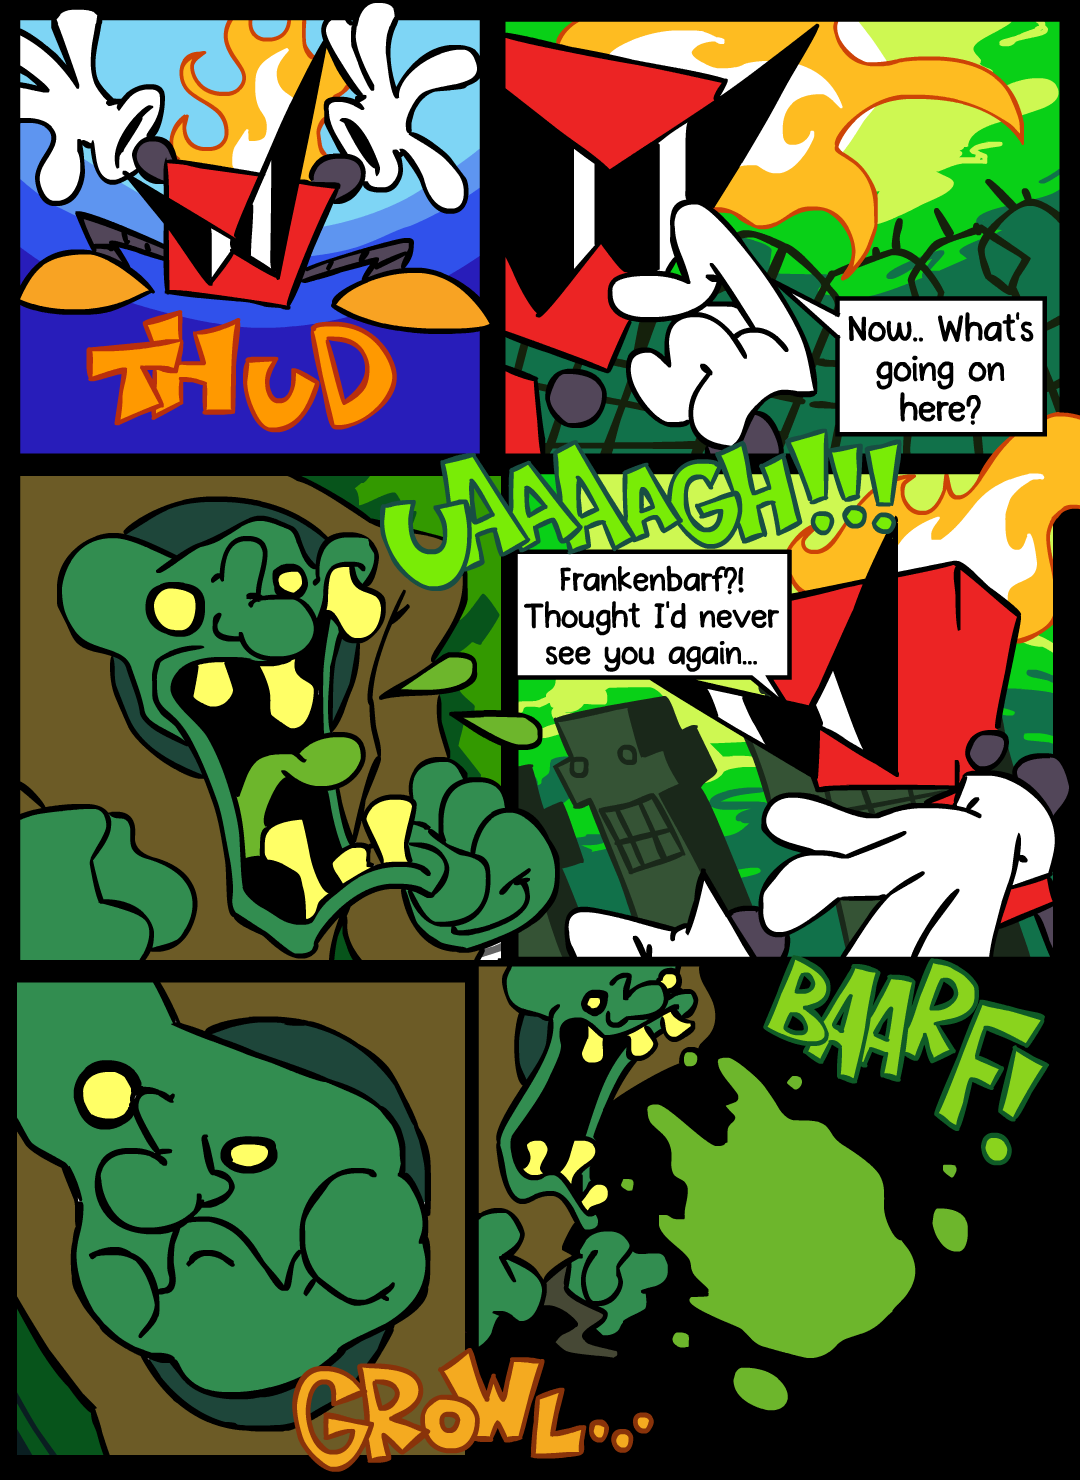 THUD
Now.. What's
going on
here?
UAAAAGH!!!
Frankenbarf?!
Thought I'd never
see you again...
BAARF!
GROWL...